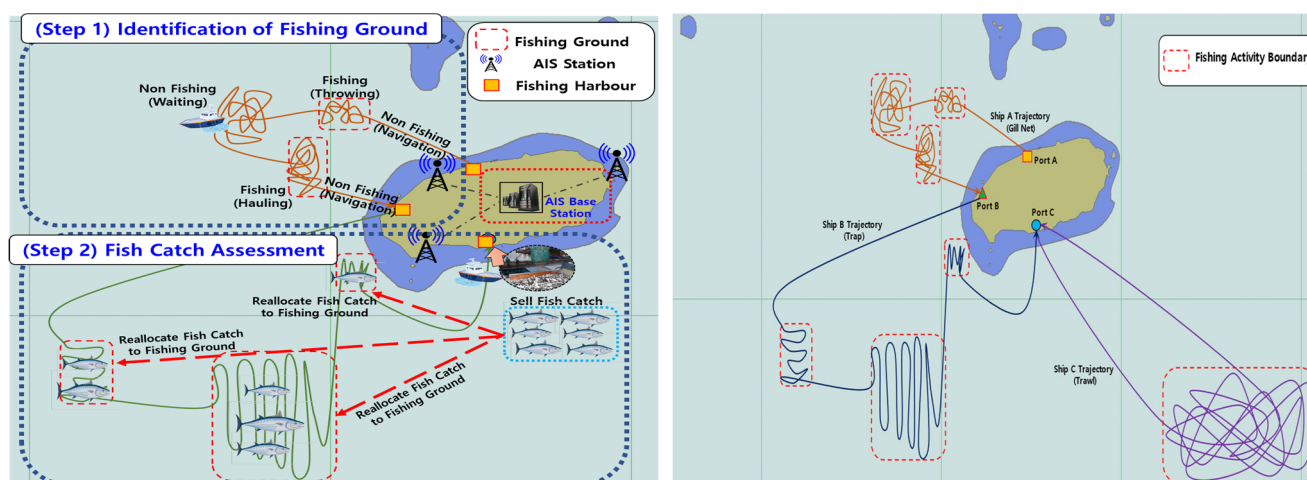 (Step 1) Identification of Fishing Ground
Fishing Ground
AIS Station
Fishing Harbour
Non Fishing
(Waiting)
Fishing
(Throwing)
Non Fishing
(Navigation)
Fishing
(Hauling)
Non Fishing
(Navigation)
AIS Base
Station
(Step 2) Fish Catch Assessment
Reallocate Fish Catch
to Fishing Ground
Sell Fish Catch
Reallocate Fish Catch
to Fishing Ground
Reallocate Fish Catch
to Fishing Ground
Fishing Activity Boundar
Ship A Trajectory
(Gill Net)
Port A
Port B
Port C
Ship B Trajectory
(Trap)
Ship C Trajectory
(Trawl)